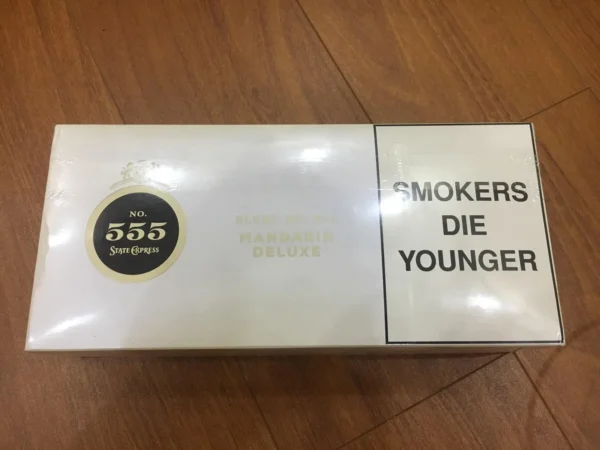 NO.
555
STATE EXPRESS
MANDARIN
DELUXE
SMOKERS
DIE
YOUNGER